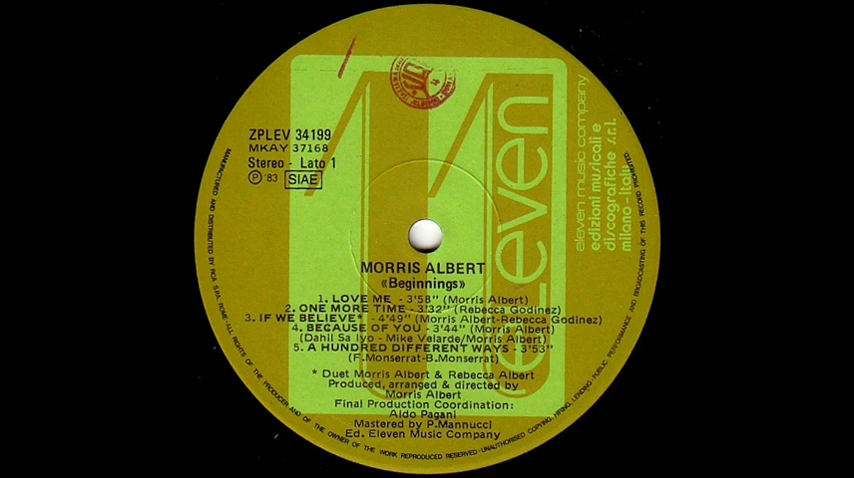 ZPLEV 34199
MKAY 37168
Stereo - Lato 1
Ⓟ '83 SIAE
eleven
eleven music company
edizioni musicali e
discografiche s.r.l.
milano - italy
MORRIS ALBERT
«Beginnings»
1. LOVE ME - 3'58" (Morris Albert)
2. ONE MORE TIME - 3'32" (Rebecca Godinez)
3. IF WE BELIEVE* - 4'49" (Morris Albert-Rebecca Godinez)
4. BECAUSE OF YOU - 3'44" (Morris Albert)
(Dahil Sa Iyo - Mike Velarde/Morris Albert)
5. A HUNDRED DIFFERENT WAYS - 3'53"
(F.Monserrat-B.Monserrat)
* Duet Morris Albert & Rebecca Albert
Produced, arranged & directed by
Morris Albert
Final Production Coordination:
Aldo Pagani
Mastered by P.Mannucci
Ed. Eleven Music Company
MANUFACTURED AND DISTRIBUTED BY RCA S.P.A. ROME - ALL RIGHTS OF THE PRODUCER AND OF THE OWNER OF THE WORK REPRODUCED RESERVED - UNAUTHORISED COPYING, HIRING, LENDING, PUBLIC PERFORMANCE AND BROADCASTING OF THIS RECORD PROHIBITED.